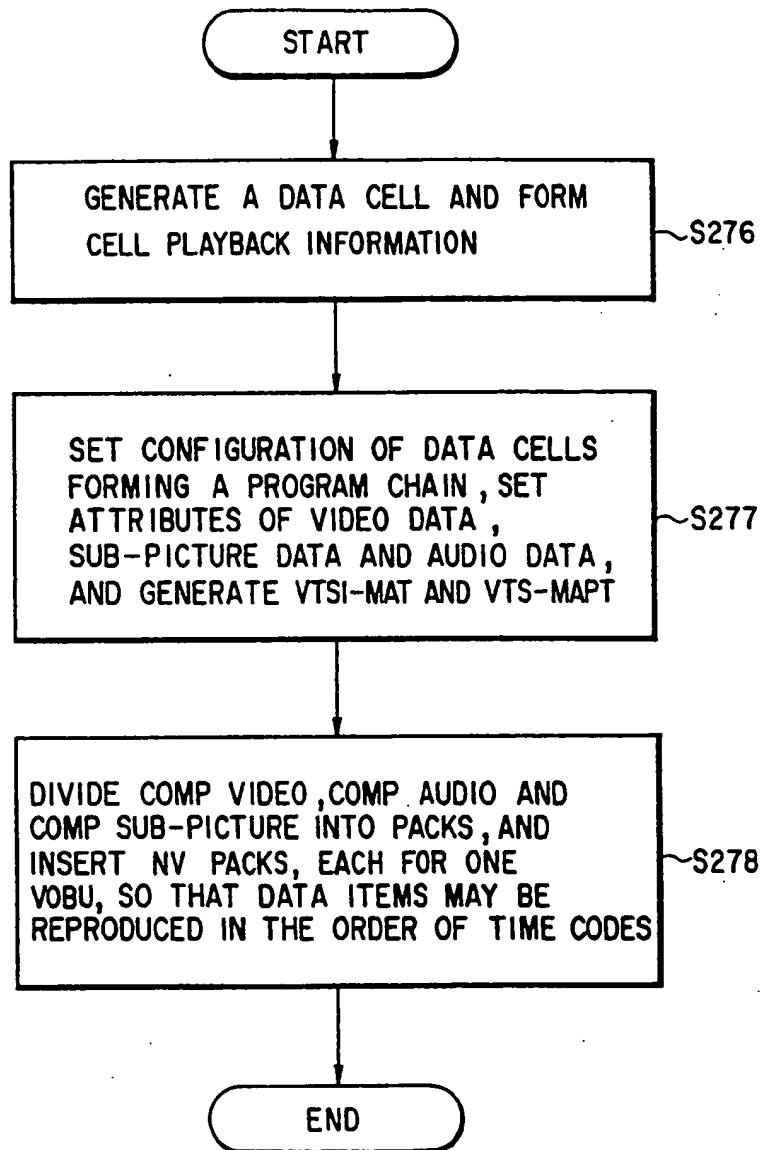 START
GENERATE A DATA CELL AND FORM
CELL PLAYBACK INFORMATION
S276
SET CONFIGURATION OF DATA CELLS
FORMING A PROGRAM CHAIN, SET
ATTRIBUTES OF VIDEO DATA,
SUB-PICTURE DATA AND AUDIO DATA,
AND GENERATE VTSI-MAT AND VTS-MAPT
S277
DIVIDE COMP VIDEO, COMP AUDIO AND
COMP SUB-PICTURE INTO PACKS, AND
INSERT NV PACKS, EACH FOR ONE
VOBU, SO THAT DATA ITEMS MAY BE
REPRODUCED IN THE ORDER OF TIME CODES
S278
END